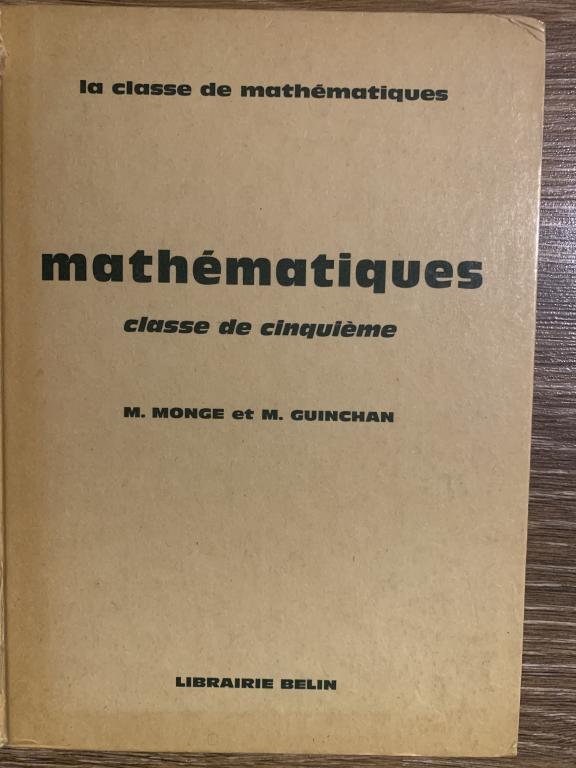 la classe de mathématiques
mathématiques
classe de cinquième
M. MONGE et M. GUINCHAN
LIBRAIRIE BELIN